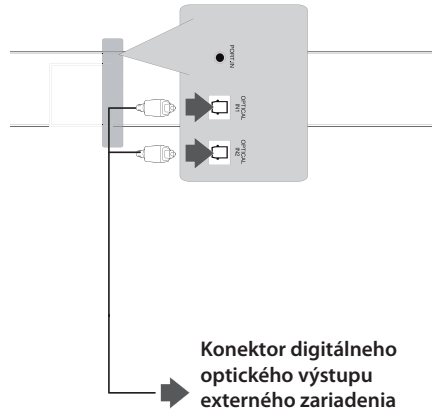 PORT.IN
OPTICAL
IN1
OPTICAL
IN2
Konektor digitálneho
optického výstupu
externého zariadenia